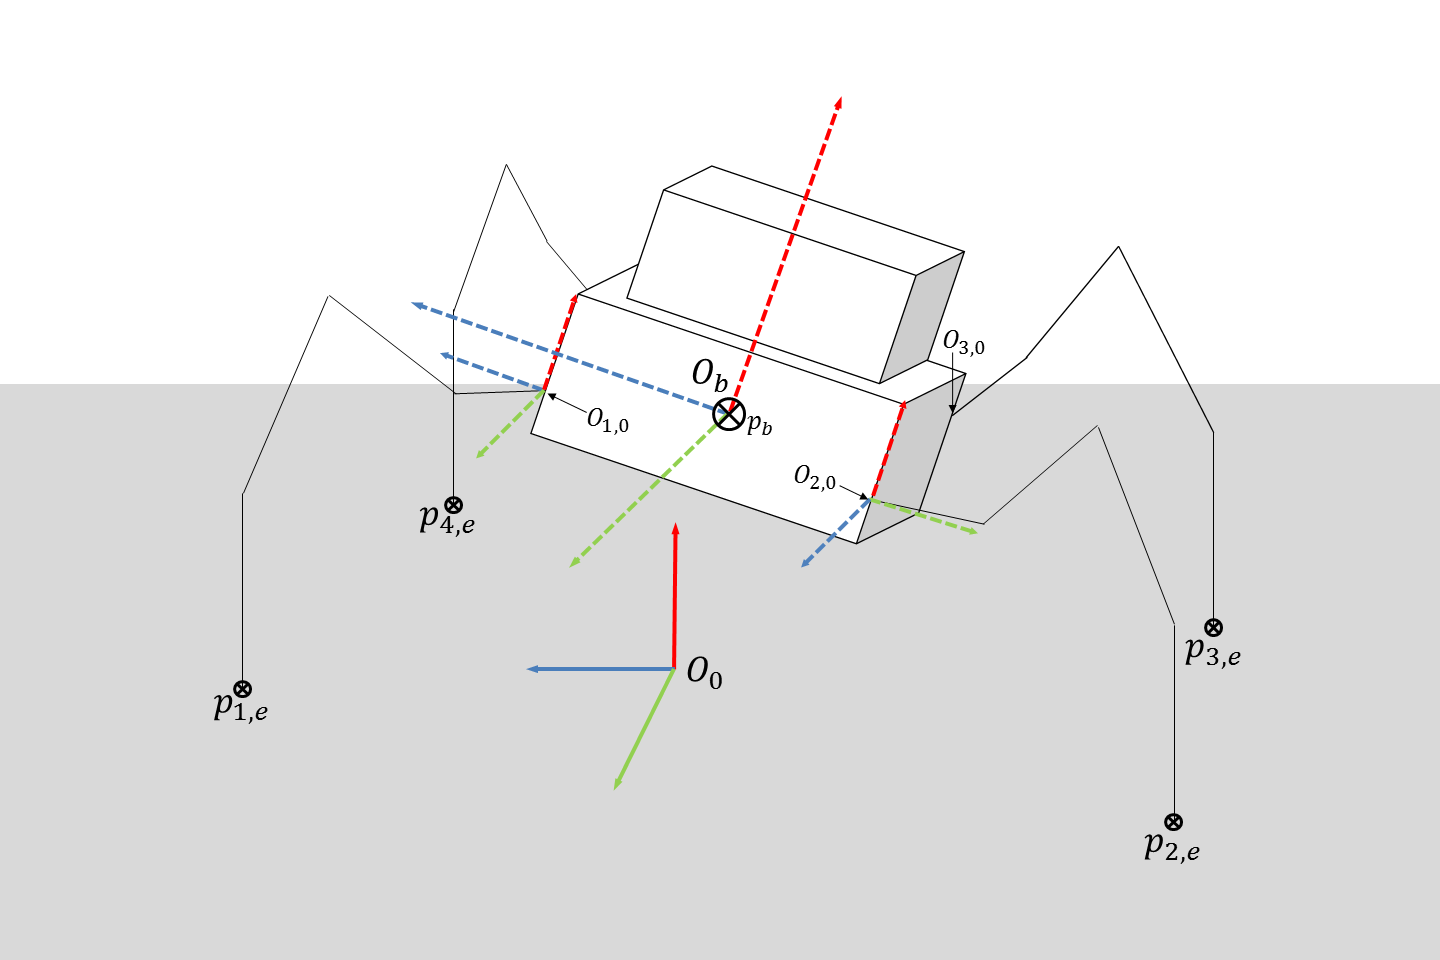 O_b
p_b
O_{3,0}
O_{1,0}
O_{2,0}
p_{4,e}
O_0
p_{3,e}
p_{1,e}
p_{2,e}